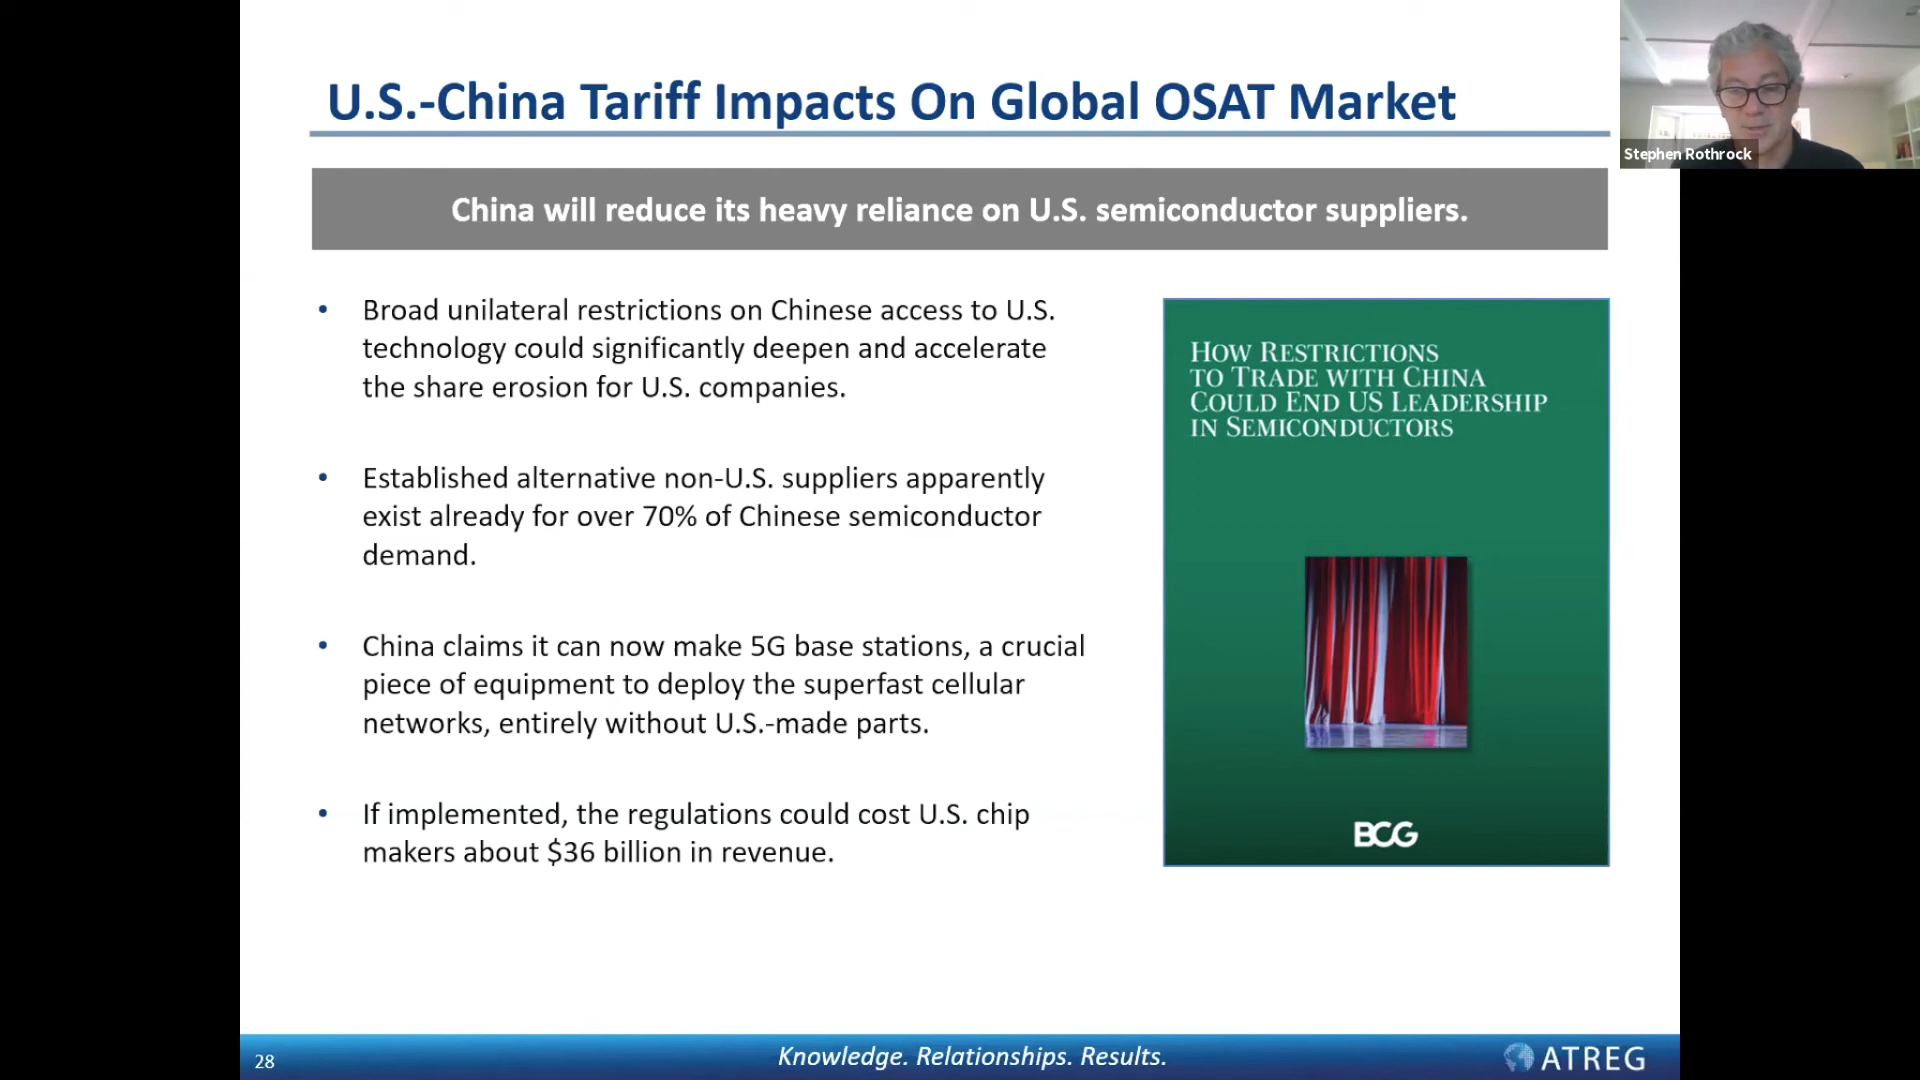 U.S.-China Tariff Impacts On Global OSAT Market
Stephen Rothrock
China will reduce its heavy reliance on U.S. semiconductor suppliers.
• Broad unilateral restrictions on Chinese access to U.S.
technology could significantly deepen and accelerate
the share erosion for U.S. companies.
• Established alternative non-U.S. suppliers apparently
exist already for over 70% of Chinese semiconductor
demand.
• China claims it can now make 5G base stations, a crucial
piece of equipment to deploy the superfast cellular
networks, entirely without U.S.-made parts.
• If implemented, the regulations could cost U.S. chip
makers about $36 billion in revenue.
HOW RESTRICTIONS
TO TRADE WITH CHINA
COULD END US LEADERSHIP
IN SEMICONDUCTORS
BCG
28
Knowledge. Relationships. Results.
ATREG